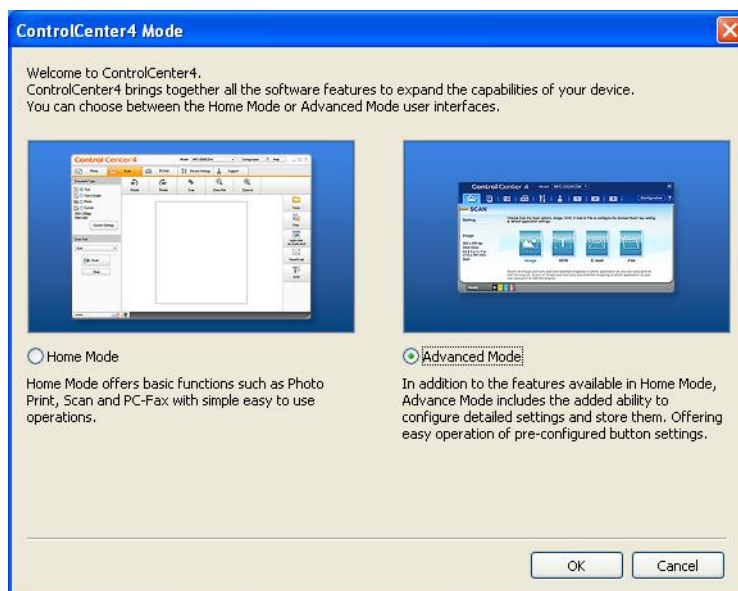 ControlCenter4 Mode
Welcome to ControlCenter4.
ControlCenter4 brings together all the software features to expand the capabilities of your device.
You can choose between the Home Mode or Advanced Mode user interfaces.
Control Center4
Control Center 4
SCAN
Image
OCR
E-mail
File
Home Mode
Home Mode offers basic functions such as Photo
Print, Scan and PC-Fax with simple easy to use
operations.
Advanced Mode
In addition to the features available in Home Mode,
Advance Mode includes the added ability to
configure detailed settings and store them. Offering
easy operation of pre-configured button settings.
OK
Cancel